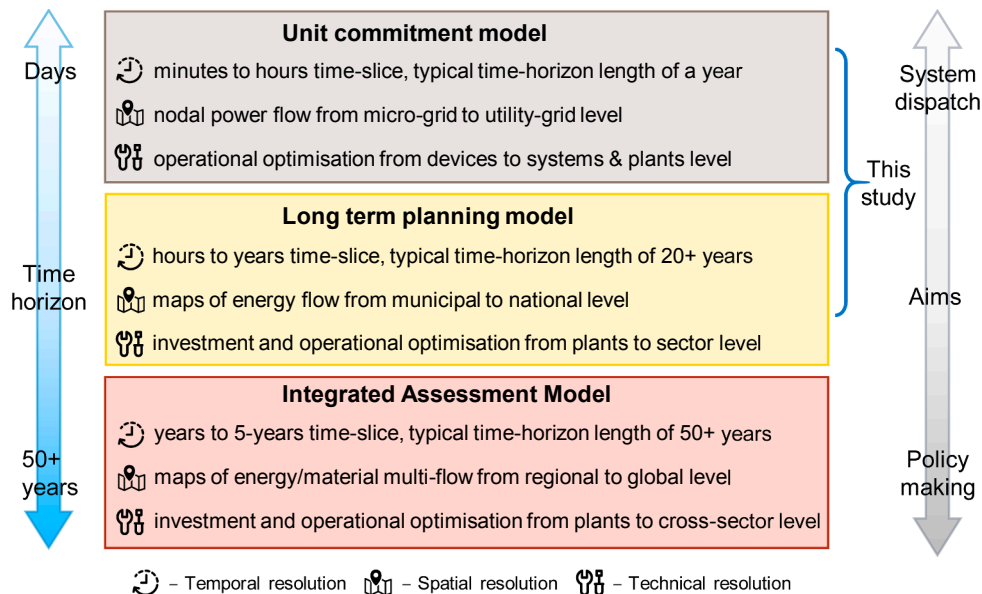 Days
Time
horizon
50+
years
Unit commitment model
minutes to hours time-slice, typical time-horizon length of a year
nodal power flow from micro-grid to utility-grid level
operational optimisation from devices to systems & plants level
Long term planning model
hours to years time-slice, typical time-horizon length of 20+ years
maps of energy flow from municipal to national level
investment and operational optimisation from plants to sector level
Integrated Assessment Model
years to 5-years time-slice, typical time-horizon length of 50+ years
maps of energy/material multi-flow from regional to global level
investment and operational optimisation from plants to cross-sector level
This
study
System
dispatch
Aims
Policy
making
– Temporal resolution – Spatial resolution – Technical resolution